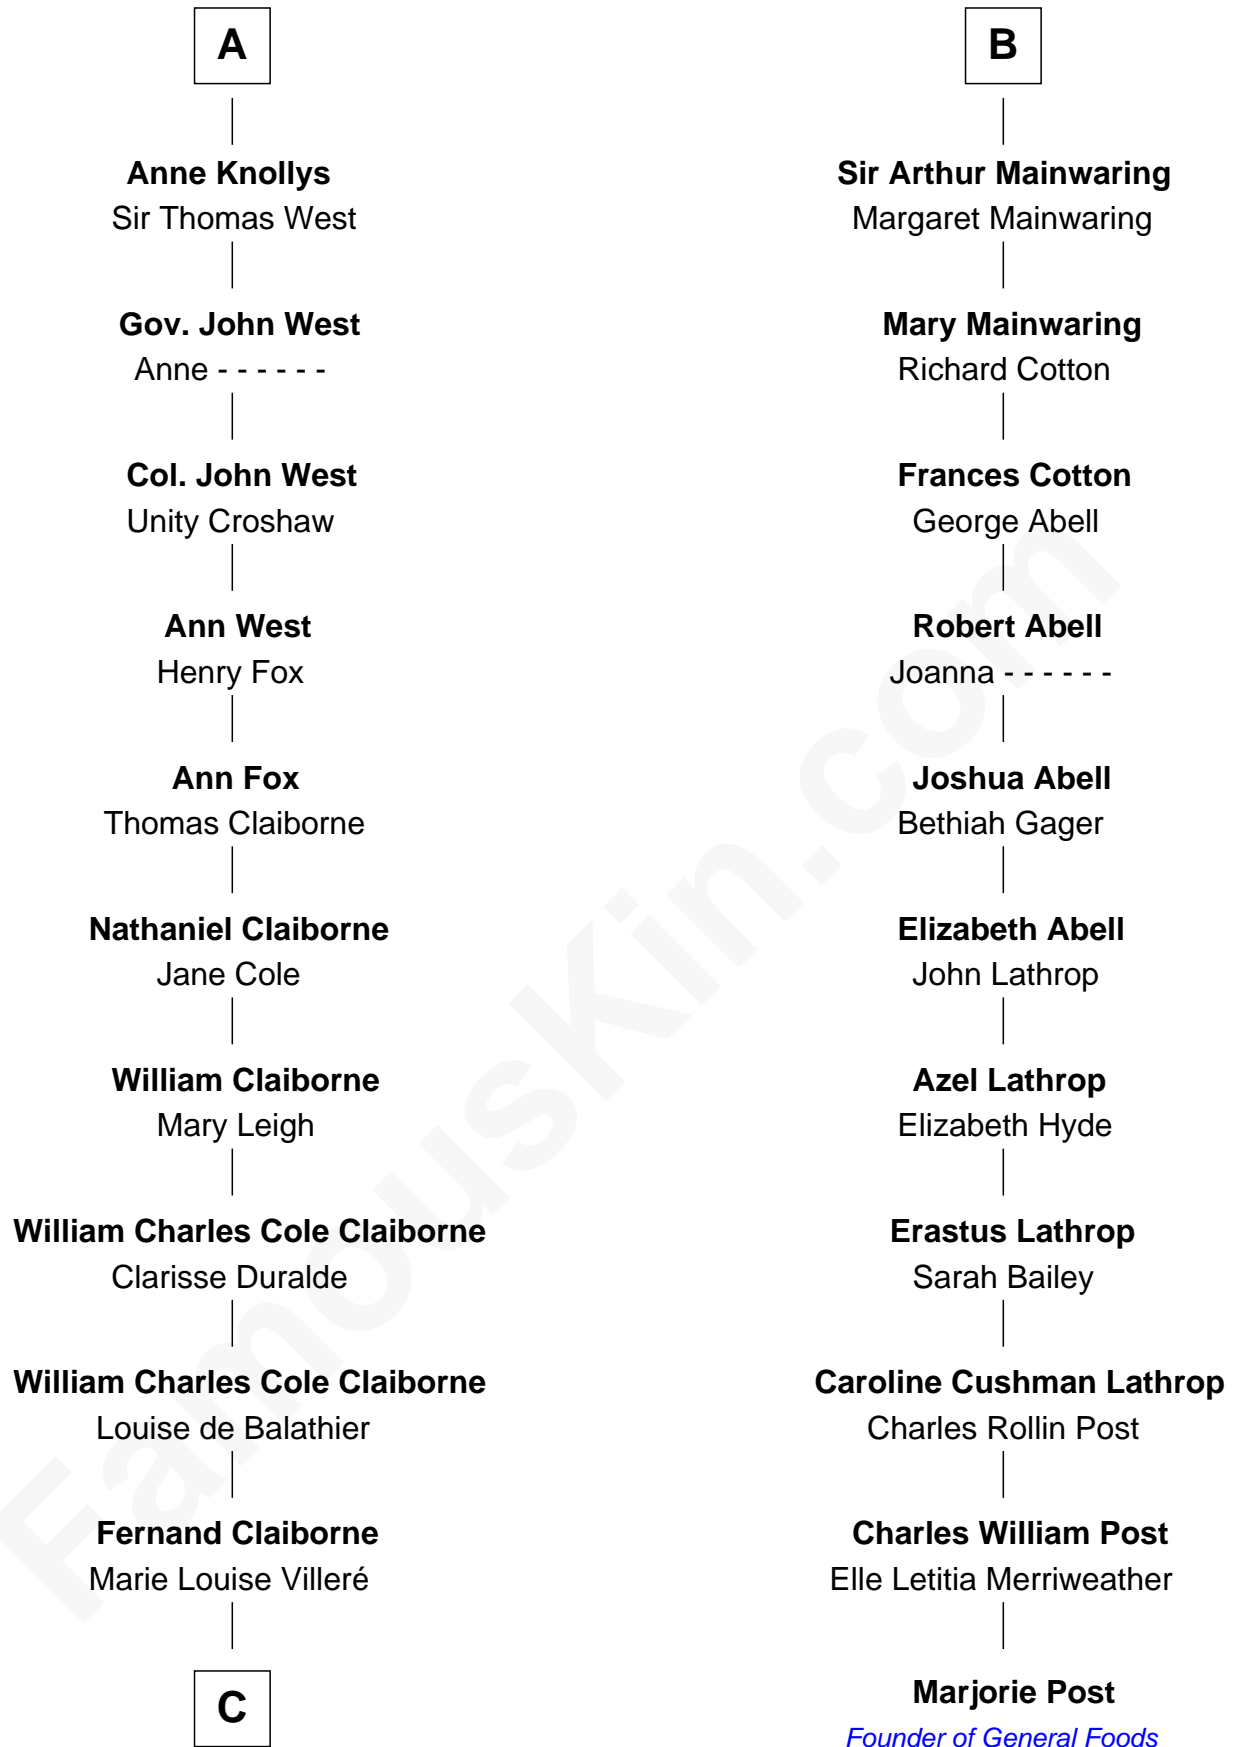 A
Anne Knollys
Sir Thomas West
Gov. John West
Anne - - - - - -
Col. John West
Unity Croshaw
Ann West
Henry Fox
Ann Fox
Thomas Claiborne
Nathaniel Claiborne
Jane Cole
William Claiborne
Mary Leigh
William Charles Cole Claiborne
Clarisse Duralde
William Charles Cole Claiborne
Louise de Balathier
Fernand Claiborne
Marie Louise Villeré
C
B
Sir Arthur Mainwaring
Margaret Mainwaring
Mary Mainwaring
Richard Cotton
Frances Cotton
George Abell
Robert Abell
Joanna - - - - - -
Joshua Abell
Bethiah Gager
Elizabeth Abell
John Lathrop
Azel Lathrop
Elizabeth Hyde
Erastus Lathrop
Sarah Bailey
Caroline Cushman Lathrop
Charles Rollin Post
Charles William Post
Elle Letitia Merriweather
Marjorie Post
Founder of General Foods
FamousKin.com